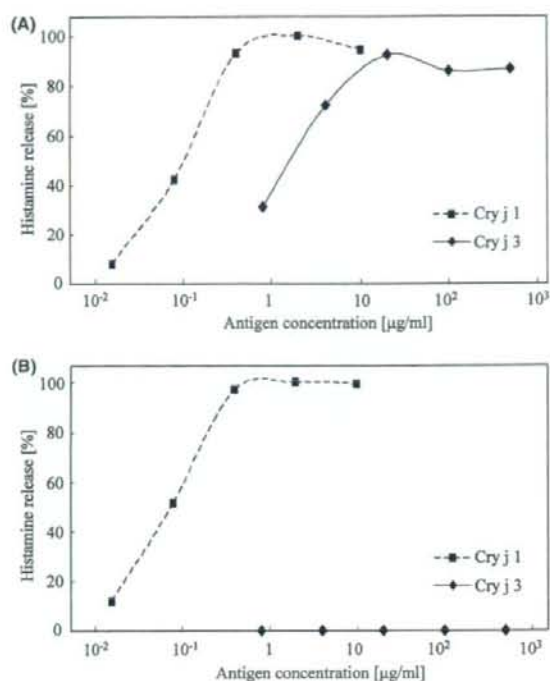 (A)
100
80
60
40
20
0
Histamine release [%]
Cry j 1
Cry j 3
10-2
10-1
1
10
102
103
Antigen concentration [µg/ml]
(B)
100
80
60
40
20
0
Histamine release [%]
Cry j 1
Cry j 3
10-2
10-1
1
10
102
103
Antigen concentration [µg/ml]